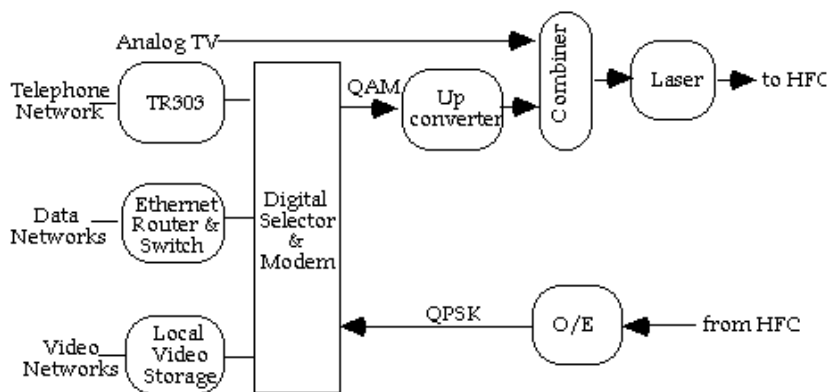 Analog TV
Telephone
Network
TR303
QAM
Up
converter
Combiner
Laser
to HFC
Data
Networks
Ethernet
Router &
Switch
Digital
Selector
&
Modem
Video
Networks
Local
Video
Storage
QPSK
O/E
from HFC